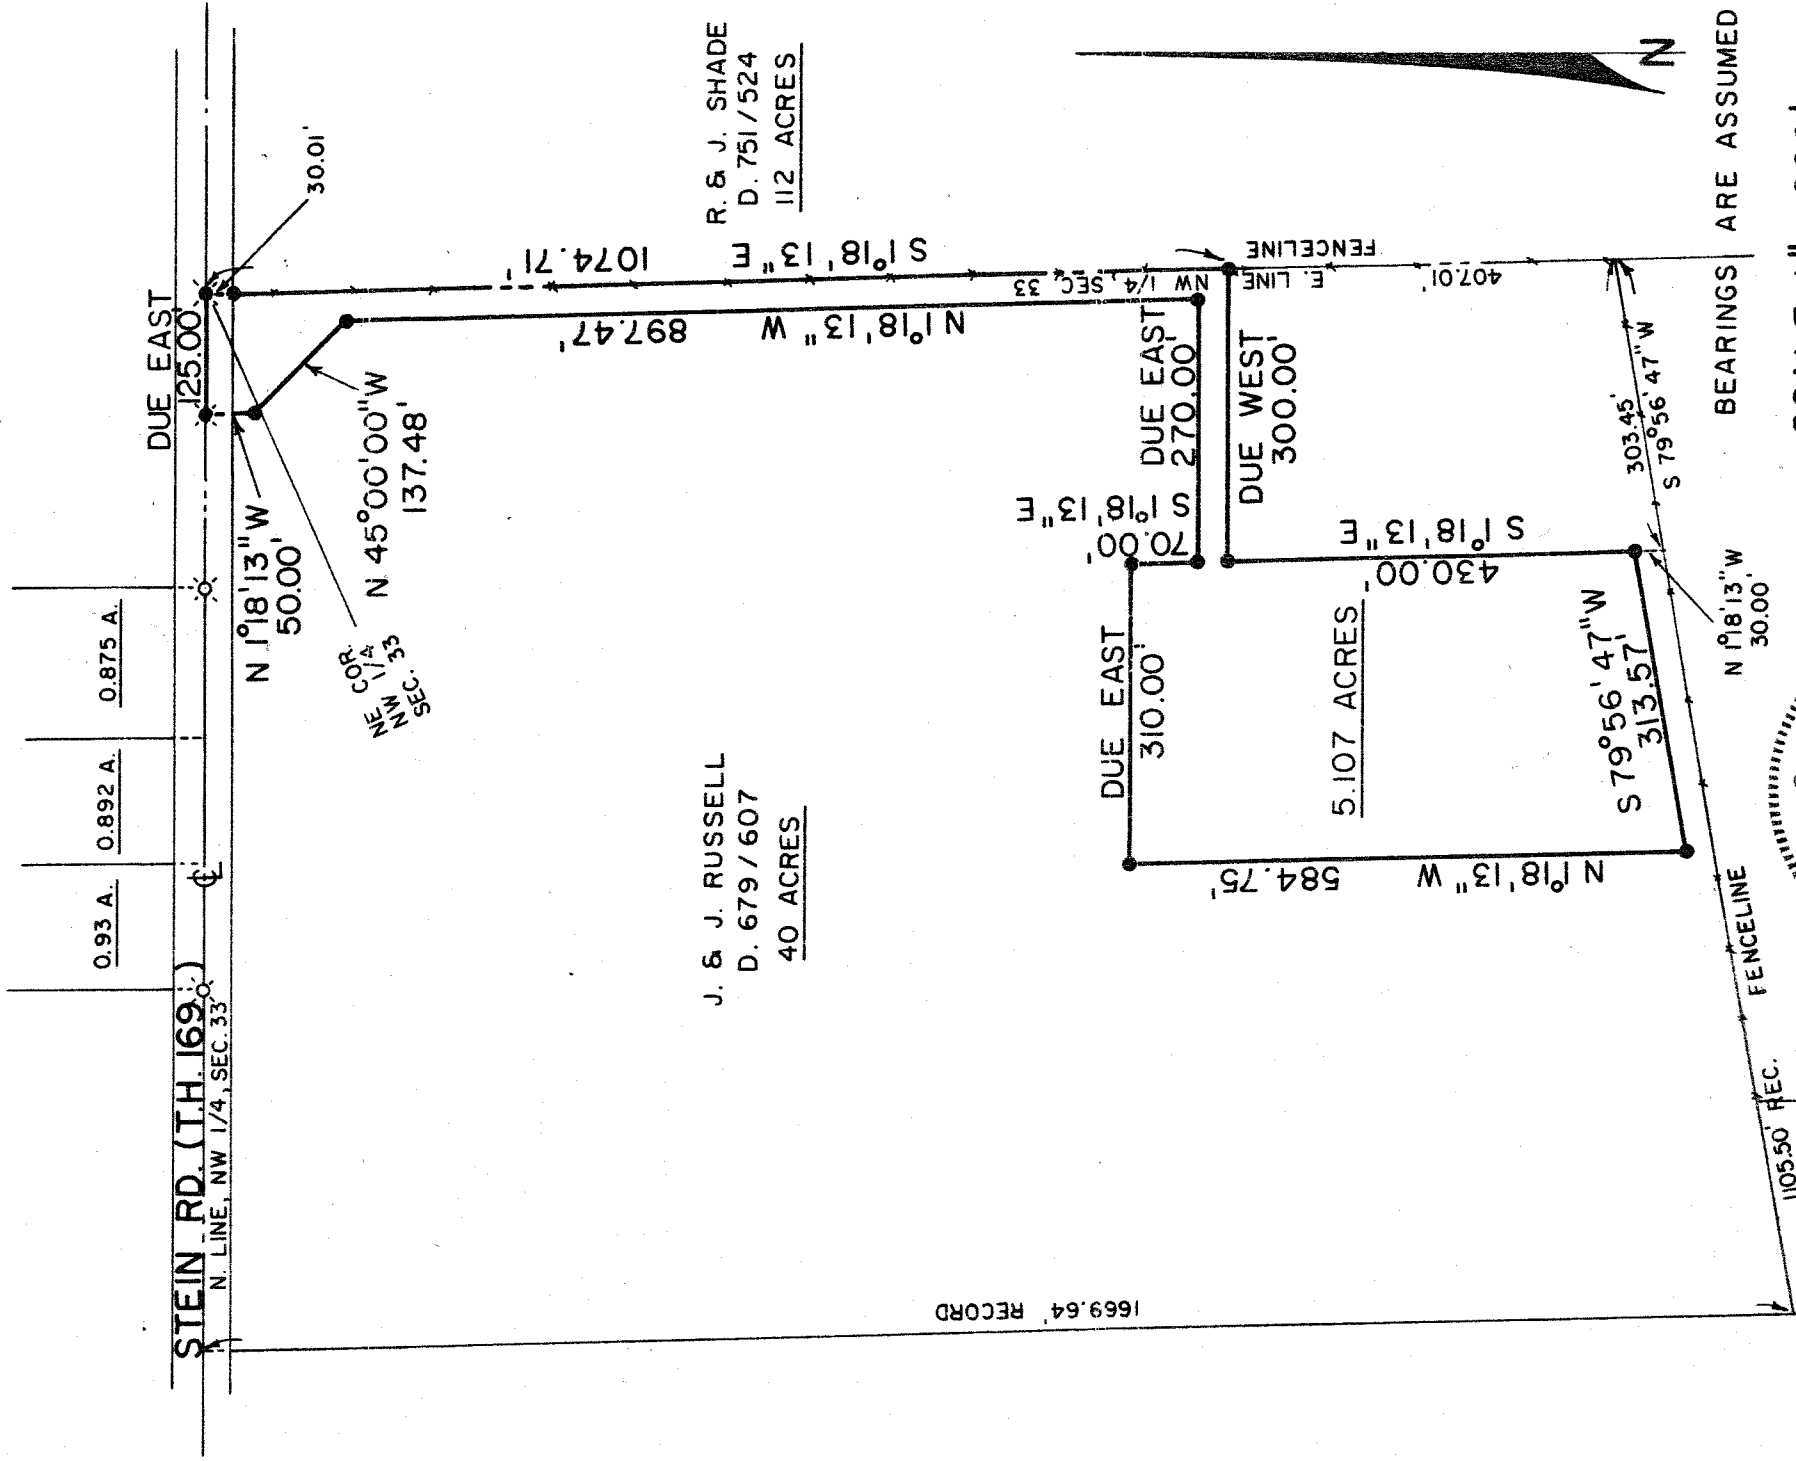 0.93 A.
0.892 A.
0.875 A.
STEIN RD. (T.H. 169)
N. LINE, NW 1/4, SEC. 33
℄
DUE EAST
125.00'
30.01'
N 1°18'13" W
50.00'
NE COR.
NW 1/4
SEC. 33
N 45°00'00" W
137.48'
R. & J. SHADE
D. 751/524
112 ACRES
S 1°18'13" E
1074.71'
N 1°18'13" W
897.47'
E. LINE NW 1/4, SEC. 33
FENCELINE
407.01'
J. & J. RUSSELL
D. 679/607
40 ACRES
DUE EAST
310.00'
S 1°18'13" E
70.00'
DUE EAST
270.00'
DUE WEST
300.00'
S 1°18'13" E
430.00'
5.107 ACRES
S 79°56'47" W
313.57'
N 1°18'13" W
584.75'
303.45'
S 79°56'47" W
N 1°18'13" W
30.00'
FENCELINE
1105.50' REC.
1669.64' RECORD
N
BEARINGS ARE ASSUMED